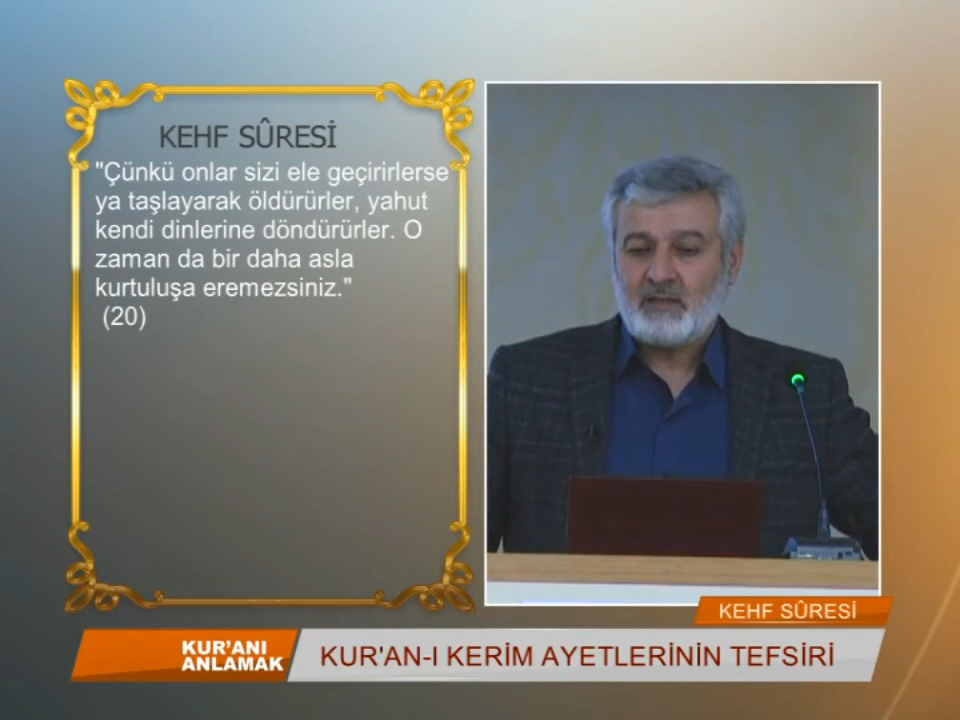 KEHF SÛRESİ
"Çünkü onlar sizi ele geçirirlerse
ya taşlayarak öldürürler, yahut
kendi dinlerine döndürürler. O
zaman da bir daha asla
kurtuluşa eremezsiniz."
(20)
KEHF SÛRESİ
KUR'ANI
ANLAMAK
KUR'AN-I KERİM AYETLERİNİN TEFSİRİ